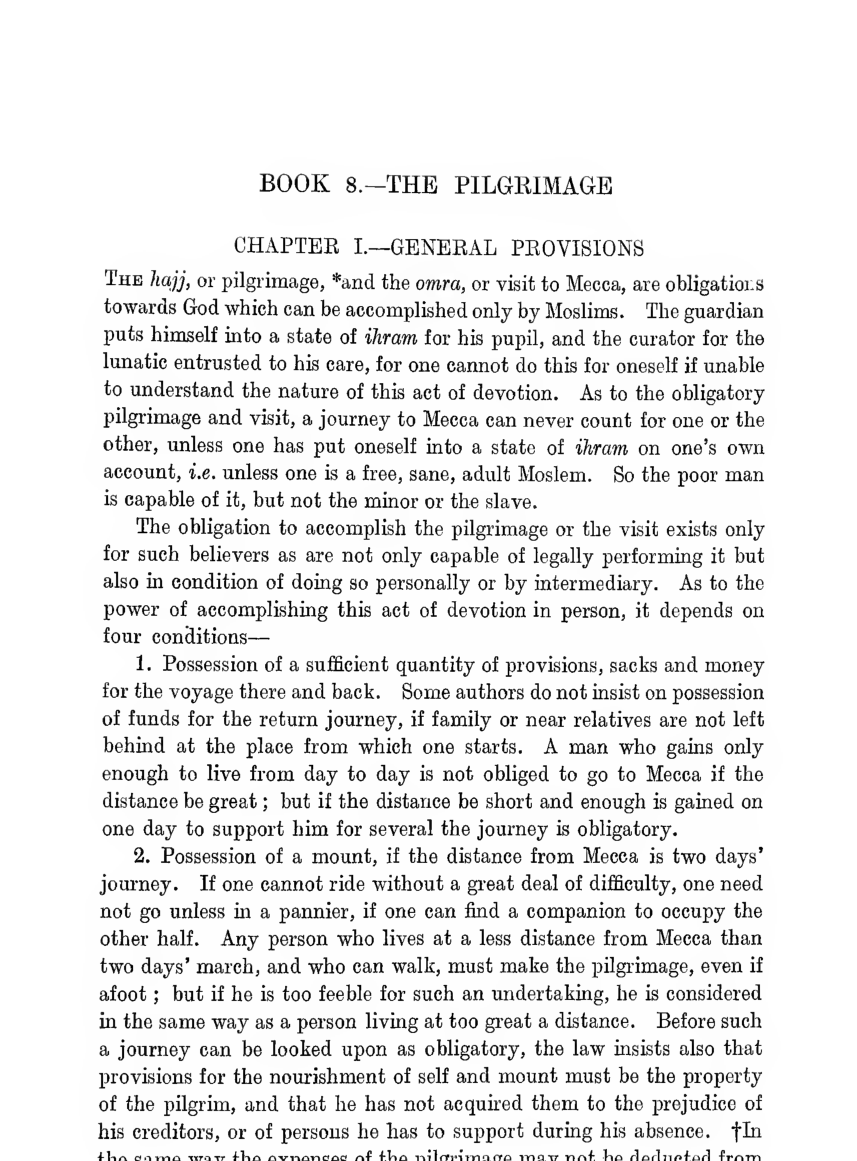 BOOK 8.—THE PILGRIMAGE
CHAPTER I.—GENERAL PROVISIONS
THE hajj, or pilgrimage, *and the omra, or visit to Mecca, are obligations
towards God which can be accomplished only by Moslims. The guardian
puts himself into a state of ihram for his pupil, and the curator for the
lunatic entrusted to his care, for one cannot do this for oneself if unable
to understand the nature of this act of devotion. As to the obligatory
pilgrimage and visit, a journey to Mecca can never count for one or the
other, unless one has put oneself into a state of ihram on one's own
account, i.e. unless one is a free, sane, adult Moslem. So the poor man
is capable of it, but not the minor or the slave.
The obligation to accomplish the pilgrimage or the visit exists only
for such believers as are not only capable of legally performing it but
also in condition of doing so personally or by intermediary. As to the
power of accomplishing this act of devotion in person, it depends on
four conditions—
1. Possession of a sufficient quantity of provisions, sacks and money
for the voyage there and back. Some authors do not insist on possession
of funds for the return journey, if family or near relatives are not left
behind at the place from which one starts. A man who gains only
enough to live from day to day is not obliged to go to Mecca if the
distance be great ; but if the distance be short and enough is gained on
one day to support him for several the journey is obligatory.
2. Possession of a mount, if the distance from Mecca is two days'
journey. If one cannot ride without a great deal of difficulty, one need
not go unless in a pannier, if one can find a companion to occupy the
other half. Any person who lives at a less distance from Mecca than
two days' march, and who can walk, must make the pilgrimage, even if
afoot ; but if he is too feeble for such an undertaking, he is considered
in the same way as a person living at too great a distance. Before such
a journey can be looked upon as obligatory, the law insists also that
provisions for the nourishment of self and mount must be the property
of the pilgrim, and that he has not acquired them to the prejudice of
his creditors, or of persons he has to support during his absence. †In
the same way the expenses of the pilgrimage may not be deducted from